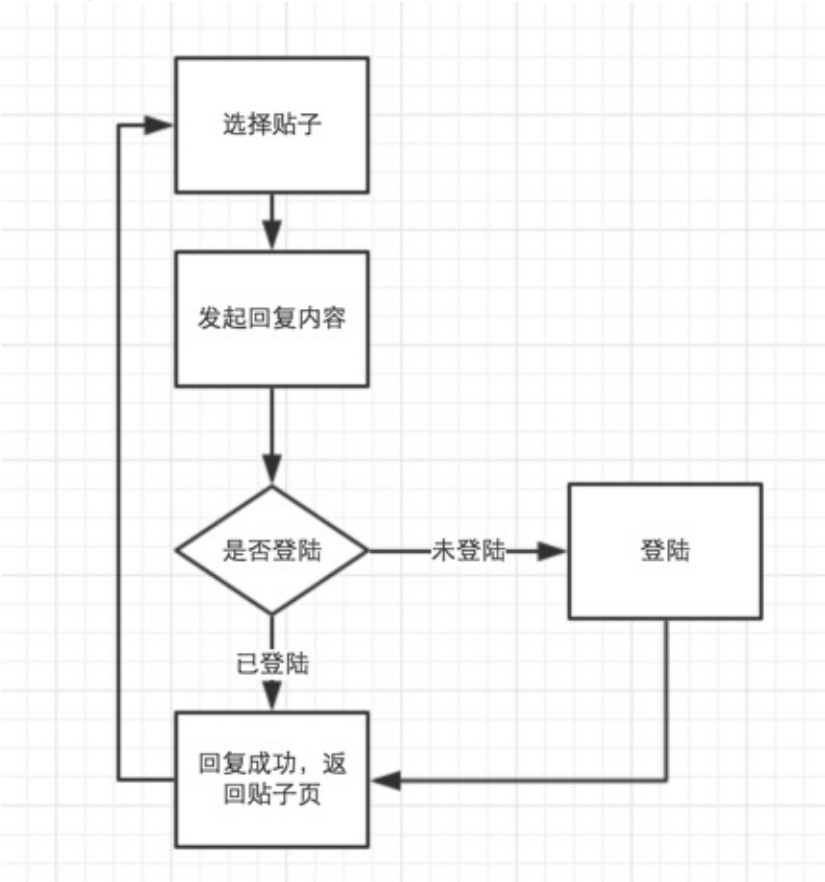 选择贴子
发起回复内容
是否登陆
未登陆
登陆
已登陆
回复成功，返
回贴子页